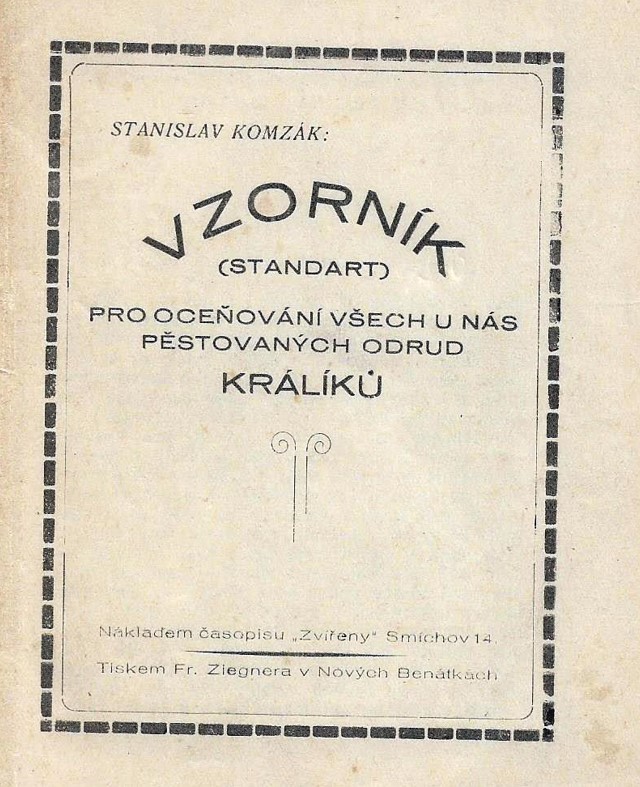 STANISLAV KOMZÁK:
VZORNÍK
(STANDART)
PRO OCEŇOVÁNÍ VŠECH U NÁS
PĚSTOVANÝCH ODRUD
KRÁLÍKŮ
Nákladem časopisu „Zvířeny" Smíchov 14.
Tiskem Fr. Ziegnera v Nových Benátkách